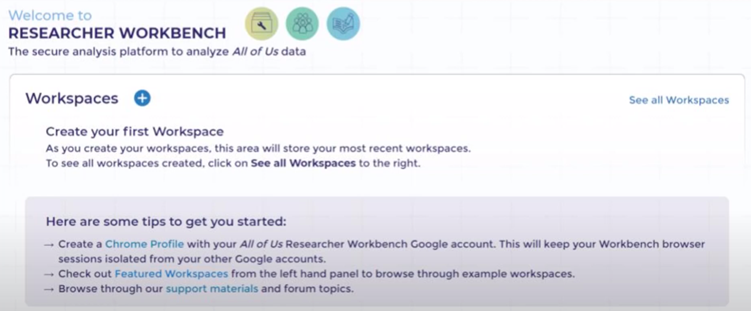 Welcome to
RESEARCHER WORKBENCH
The secure analysis platform to analyze All of Us data
Workspaces
See all Workspaces
Create your first Workspace
As you create your workspaces, this area will store your most recent workspaces.
To see all workspaces created, click on See all Workspaces to the right.
Here are some tips to get you started:
→ Create a Chrome Profile with your All of Us Researcher Workbench Google account. This will keep your Workbench browser
sessions isolated from your other Google accounts.
→ Check out Featured Workspaces from the left hand panel to browse through example workspaces.
→ Browse through our support materials and forum topics.